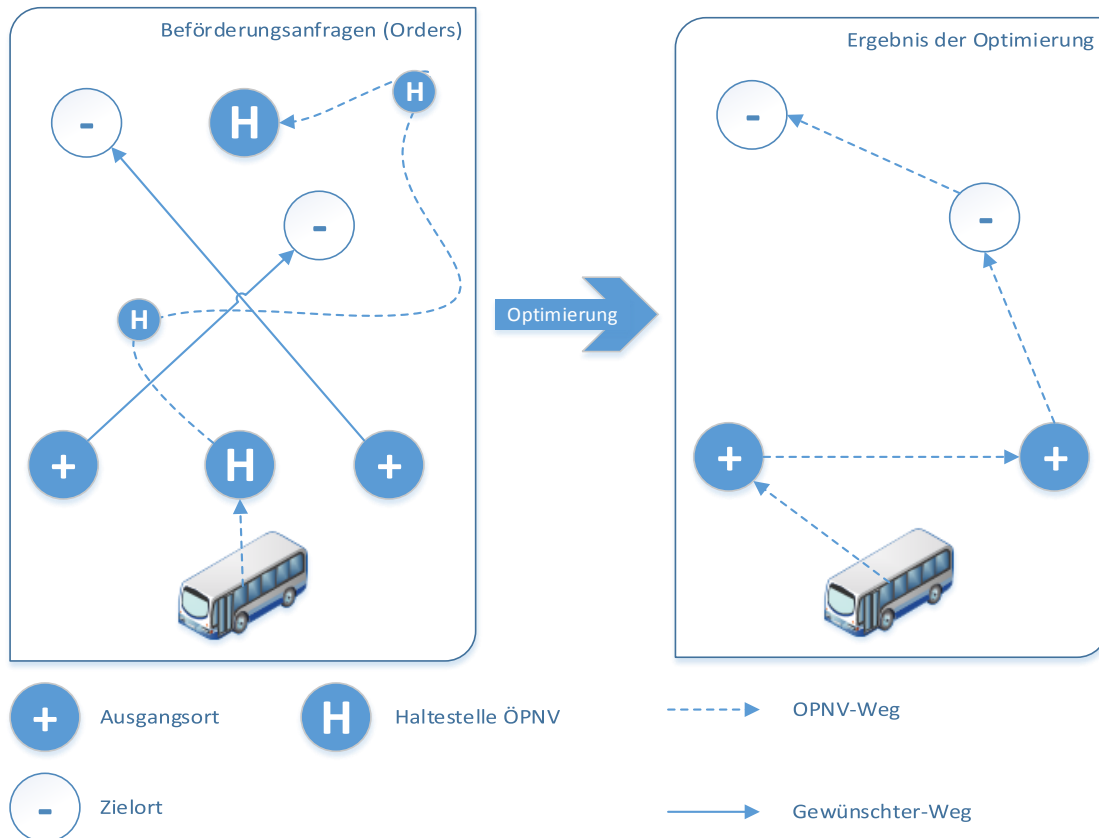 Beförderungsanfragen (Orders)
-
H
H
-
H
+
H
+
Optimierung
Ergebnis der Optimierung
-
-
+
+
+ Ausgangsort
H Haltestelle ÖPNV
OPNV-Weg
- Zielort
Gewünschter-Weg